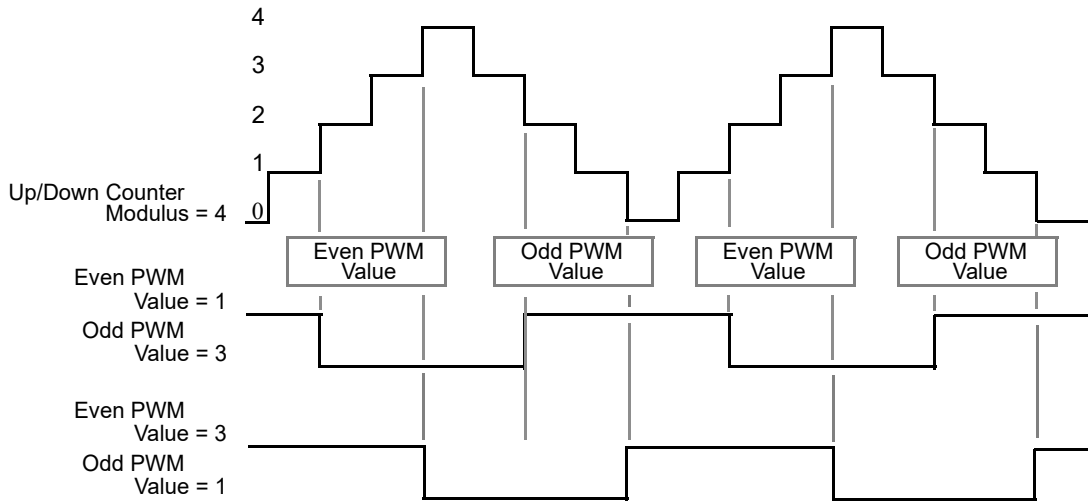 4
3
2
1
Up/Down Counter
Modulus = 4
0
Even PWM
Value
Odd PWM
Value
Even PWM
Value
Odd PWM
Value
Even PWM
Value = 1
Odd PWM
Value = 3
Even PWM
Value = 3
Odd PWM
Value = 1